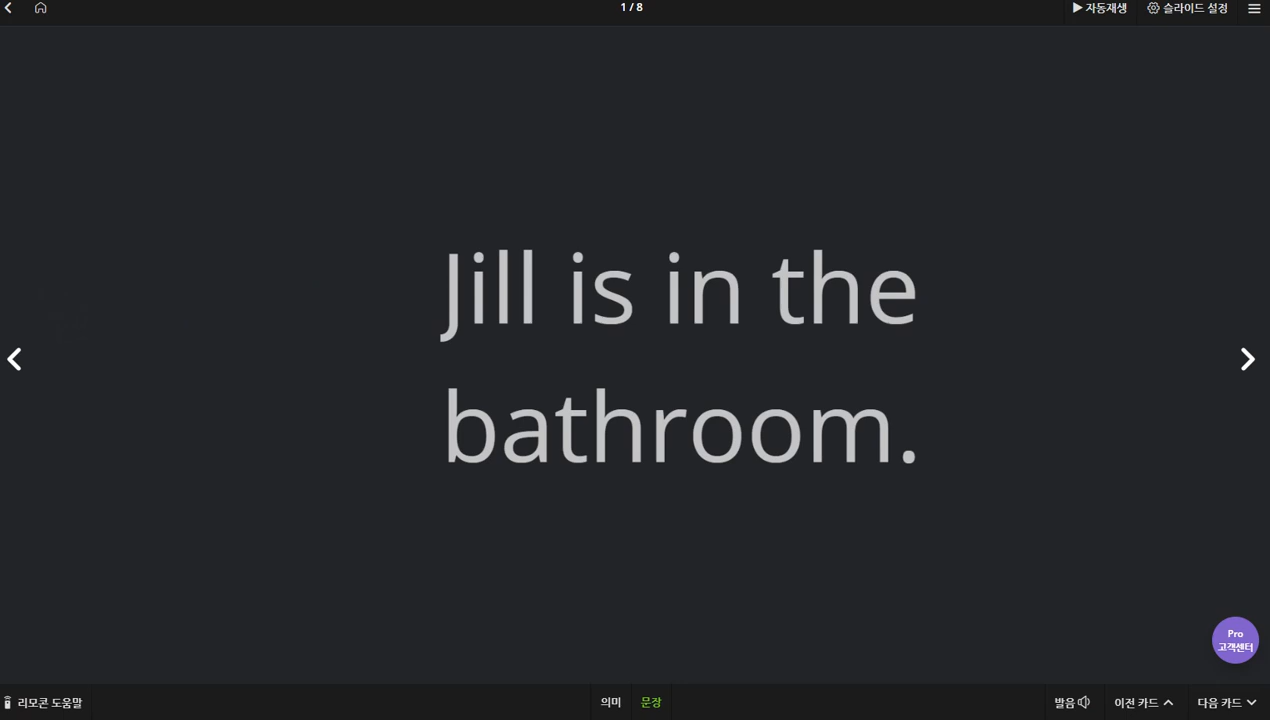 1 / 8
자동재생
슬라이드 설정
Jill is in the
bathroom.
Pro
고객센터
리모콘 도움말
의미
문장
발음
이전 카드
다음 카드